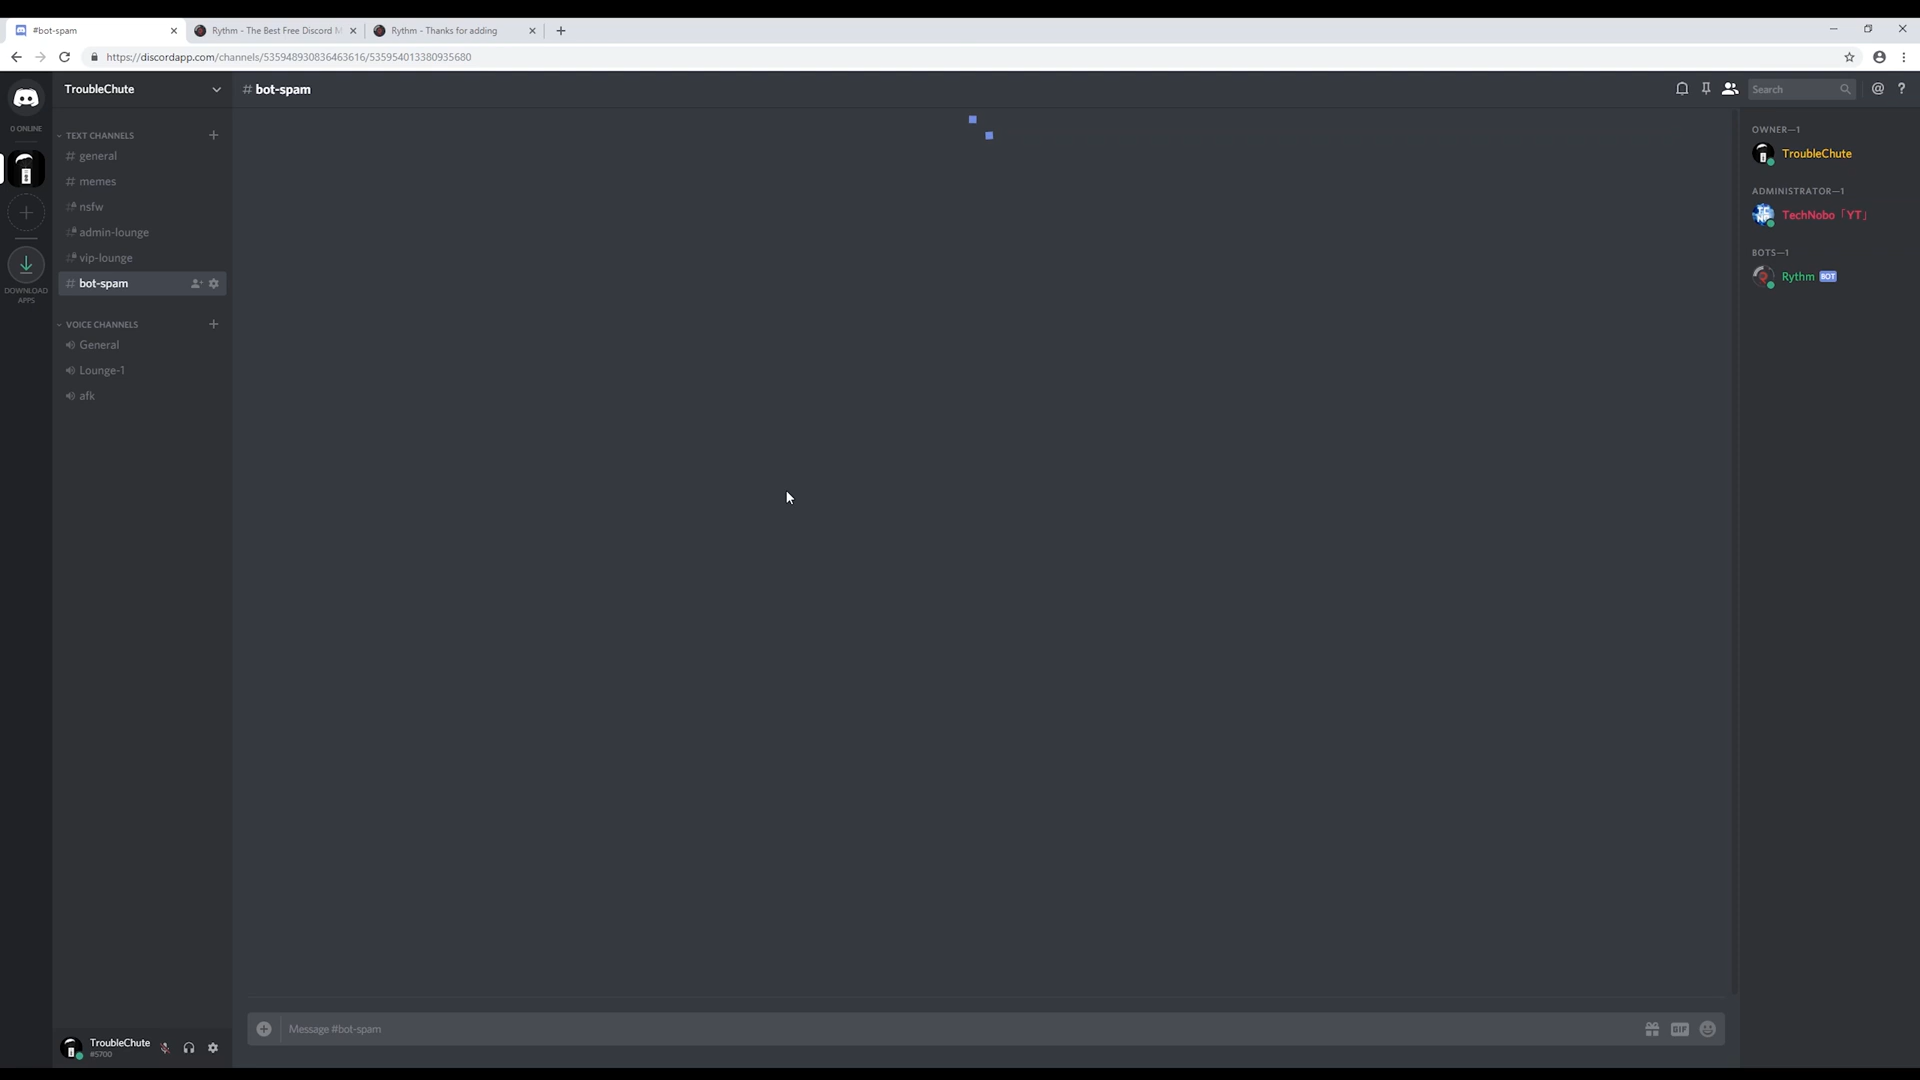 #bot-spam
Rythm - The Best Free Discord M
Rythm - Thanks for adding
https://discordapp.com/channels/535948930836463616/535954013380935680
TroubleChute
# bot-spam
Search
0 ONLINE
TEXT CHANNELS
# general
# memes
nsfw
admin-lounge
vip-lounge
# bot-spam
DOWNLOAD
APPS
VOICE CHANNELS
General
Lounge-1
afk
OWNER—1
TroubleChute
ADMINISTRATOR—1
TechNobo「YT」
BOTS—1
Rythm BOT
Message #bot-spam
GIF
TroubleChute
#5700